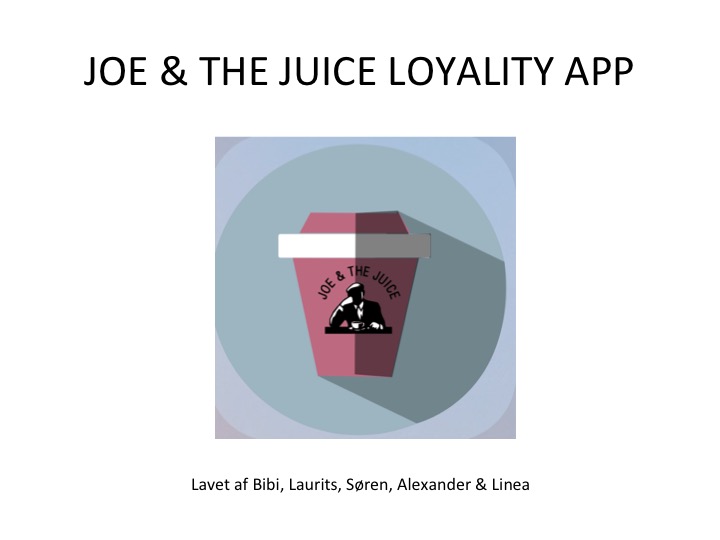 JOE & THE JUICE LOYALITY APP
JOE & THE JUICE
Lavet af Bibi, Laurits, Søren, Alexander & Linea